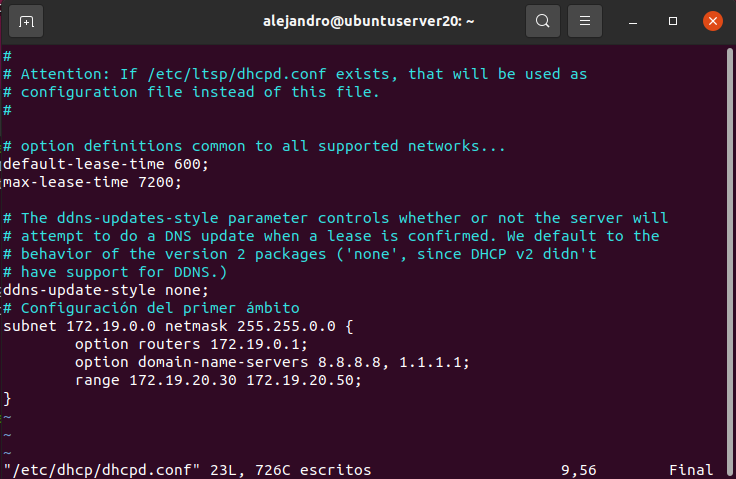 alejandro@ubuntuserver20: ~
#
# Attention: If /etc/ltsp/dhcpd.conf exists, that will be used as
# configuration file instead of this file.
#
# option definitions common to all supported networks...
default-lease-time 600;
max-lease-time 7200;
# The ddns-updates-style parameter controls whether or not the server will
# attempt to do a DNS update when a lease is confirmed. We default to the
# behavior of the version 2 packages ('none', since DHCP v2 didn't
# have support for DDNS.)
ddns-update-style none;
# Configuración del primer ámbito
subnet 172.19.0.0 netmask 255.255.0.0 {
        option routers 172.19.0.1;
        option domain-name-servers 8.8.8.8, 1.1.1.1;
        range 172.19.20.30 172.19.20.50;
}
~
~
~
"/etc/dhcp/dhcpd.conf" 23L, 726C escritos 9,56 Final